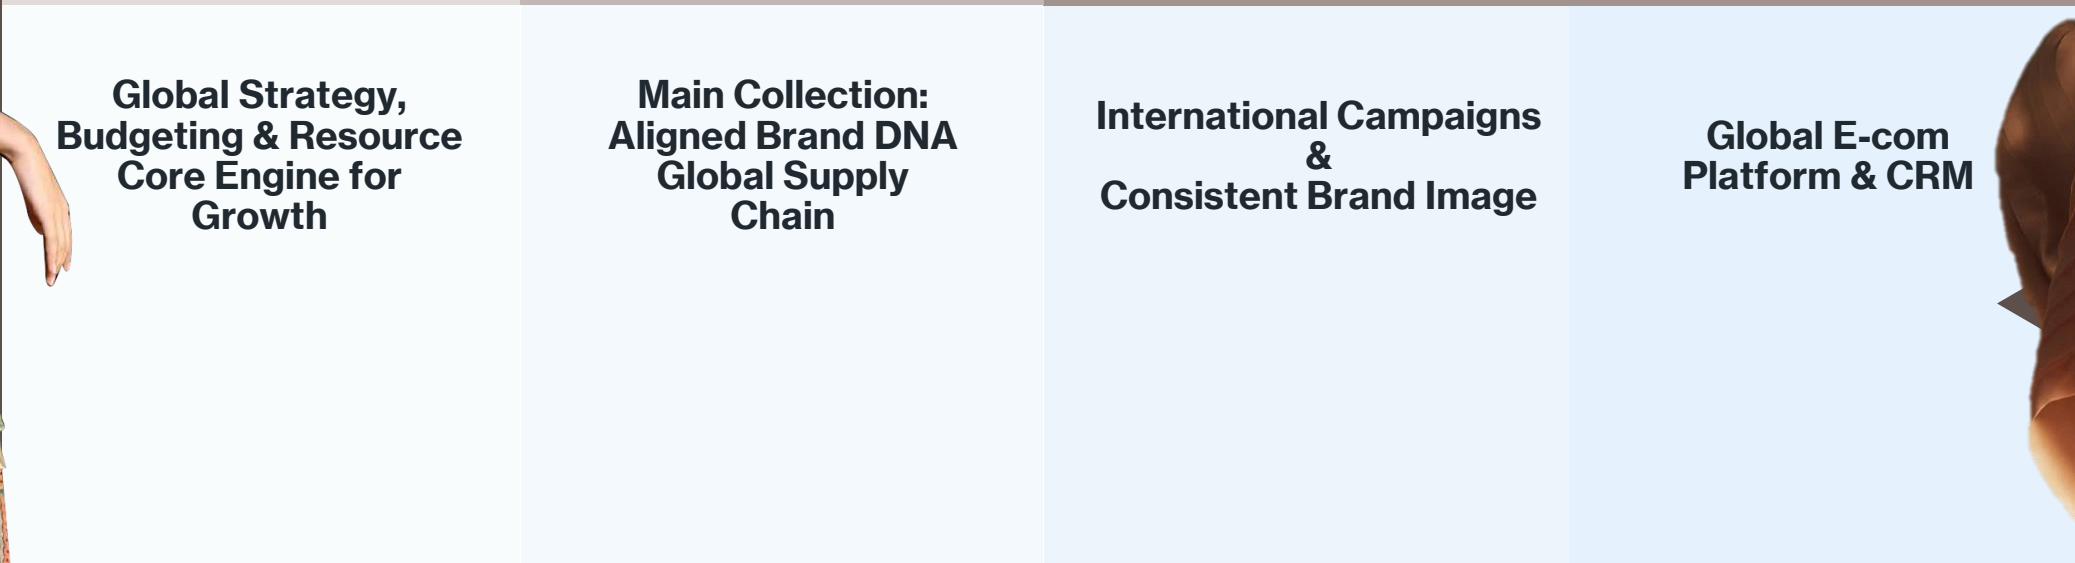 Global Strategy,
Budgeting & Resource
Core Engine for
Growth
Main Collection:
Aligned Brand DNA
Global Supply
Chain
International Campaigns
&
Consistent Brand Image
Global E-com
Platform & CRM